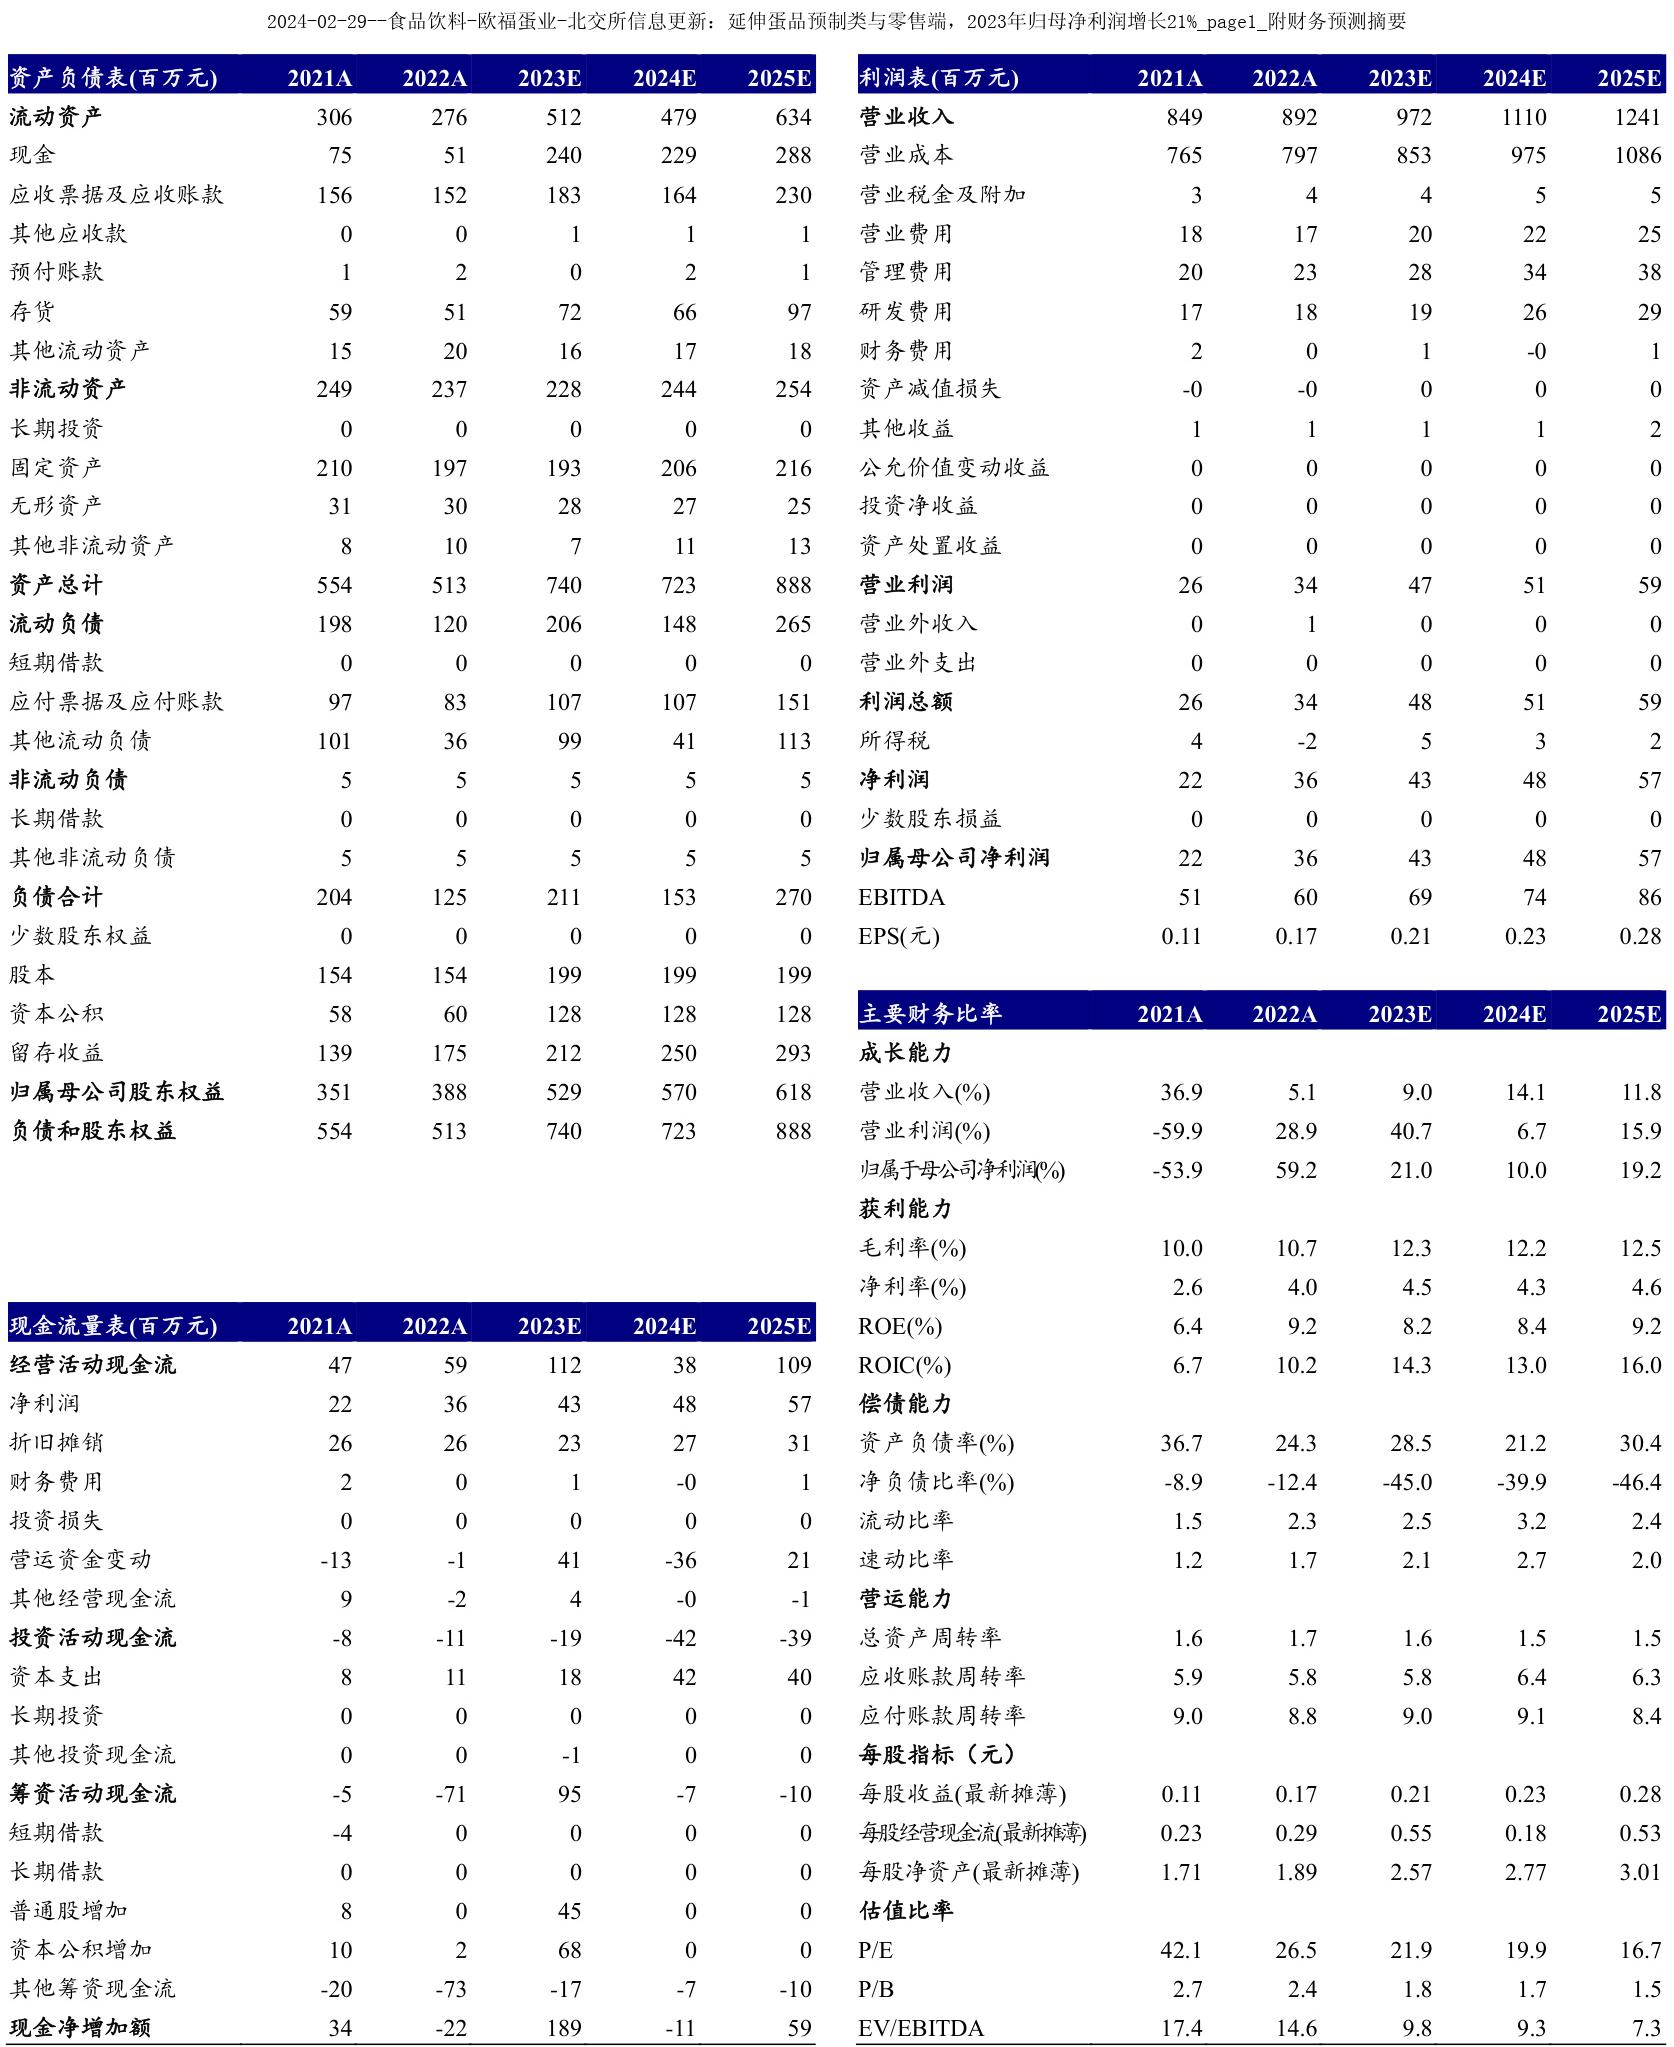 2024-02-29--食品饮料-欧福蛋业-北交所信息更新：延伸蛋品预制类与零售端，2023年归母净利润增长21%_page1_附财务预测摘要
资产负债表(百万元) 2021A 2022A 2023E 2024E 2025E
流动资产 306 276 512 479 634
现金 75 51 240 229 288
应收票据及应收账款 156 152 183 164 230
其他应收款 0 0 1 1 1
预付账款 1 2 0 2 1
存货 59 51 72 66 97
其他流动资产 15 20 16 17 18
非流动资产 249 237 228 244 254
长期投资 0 0 0 0 0
固定资产 210 197 193 206 216
无形资产 31 30 28 27 25
其他非流动资产 8 10 7 11 13
资产总计 554 513 740 723 888
流动负债 198 120 206 148 265
短期借款 0 0 0 0 0
应付票据及应付账款 97 83 107 107 151
其他流动负债 101 36 99 41 113
非流动负债 5 5 5 5 5
长期借款 0 0 0 0 0
其他非流动负债 5 5 5 5 5
负债合计 204 125 211 153 270
少数股东权益 0 0 0 0 0
股本 154 154 199 199 199
资本公积 58 60 128 128 128
留存收益 139 175 212 250 293
归属母公司股东权益 351 388 529 570 618
负债和股东权益 554 513 740 723 888
现金流量表(百万元) 2021A 2022A 2023E 2024E 2025E
经营活动现金流 47 59 112 38 109
净利润 22 36 43 48 57
折旧摊销 26 26 23 27 31
财务费用 2 0 1 -0 1
投资损失 0 0 0 0 0
营运资金变动 -13 -1 41 -36 21
其他经营现金流 9 -2 4 -0 -1
投资活动现金流 -8 -11 -19 -42 -39
资本支出 8 11 18 42 40
长期投资 0 0 0 0 0
其他投资现金流 0 0 -1 0 0
筹资活动现金流 -5 -71 95 -7 -10
短期借款 -4 0 0 0 0
长期借款 0 0 0 0 0
普通股增加 8 0 45 0 0
资本公积增加 10 2 68 0 0
其他筹资现金流 -20 -73 -17 -7 -10
现金净增加额 34 -22 189 -11 59
利润表(百万元) 2021A 2022A 2023E 2024E 2025E
营业收入 849 892 972 1110 1241
营业成本 765 797 853 975 1086
营业税金及附加 3 4 4 5 5
营业费用 18 17 20 22 25
管理费用 20 23 28 34 38
研发费用 17 18 19 26 29
财务费用 2 0 1 -0 1
资产减值损失 -0 -0 0 0 0
其他收益 1 1 1 1 2
公允价值变动收益 0 0 0 0 0
投资净收益 0 0 0 0 0
资产处置收益 0 0 0 0 0
营业利润 26 34 47 51 59
营业外收入 0 1 0 0 0
营业外支出 0 0 0 0 0
利润总额 26 34 48 51 59
所得税 4 -2 5 3 2
净利润 22 36 43 48 57
少数股东损益 0 0 0 0 0
归属母公司净利润 22 36 43 48 57
EBITDA 51 60 69 74 86
EPS(元) 0.11 0.17 0.21 0.23 0.28
主要财务比率 2021A 2022A 2023E 2024E 2025E
成长能力
营业收入(%) 36.9 5.1 9.0 14.1 11.8
营业利润(%) -59.9 28.9 40.7 6.7 15.9
归属于母公司净利润(%) -53.9 59.2 21.0 10.0 19.2
获利能力
毛利率(%) 10.0 10.7 12.3 12.2 12.5
净利率(%) 2.6 4.0 4.5 4.3 4.6
ROE(%) 6.4 9.2 8.2 8.4 9.2
ROIC(%) 6.7 10.2 14.3 13.0 16.0
偿债能力
资产负债率(%) 36.7 24.3 28.5 21.2 30.4
净负债比率(%) -8.9 -12.4 -45.0 -39.9 -46.4
流动比率 1.5 2.3 2.5 3.2 2.4
速动比率 1.2 1.7 2.1 2.7 2.0
营运能力
总资产周转率 1.6 1.7 1.6 1.5 1.5
应收账款周转率 5.9 5.8 5.8 6.4 6.3
应付账款周转率 9.0 8.8 9.0 9.1 8.4
每股指标（元）
每股收益(最新摊薄) 0.11 0.17 0.21 0.23 0.28
每股经营现金流(最新摊薄) 0.23 0.29 0.55 0.18 0.53
每股净资产(最新摊薄) 1.71 1.89 2.57 2.77 3.01
估值比率
P/E 42.1 26.5 21.9 19.9 16.7
P/B 2.7 2.4 1.8 1.7 1.5
EV/EBITDA 17.4 14.6 9.8 9.3 7.3